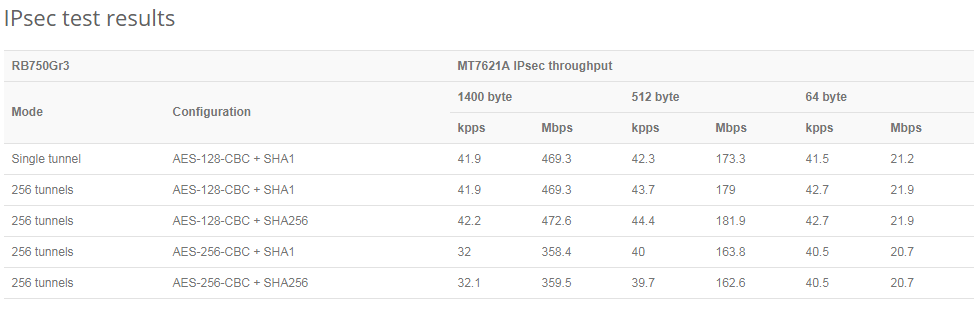 IPsec test results
RB750Gr3 MT7621A IPsec throughput
Mode Configuration 1400 byte 512 byte 64 byte
kpps Mbps kpps Mbps kpps Mbps
Single tunnel AES-128-CBC + SHA1 41.9 469.3 42.3 173.3 41.5 21.2
256 tunnels AES-128-CBC + SHA1 41.9 469.3 43.7 179 42.7 21.9
256 tunnels AES-128-CBC + SHA256 42.2 472.6 44.4 181.9 42.7 21.9
256 tunnels AES-256-CBC + SHA1 32 358.4 40 163.8 40.5 20.7
256 tunnels AES-256-CBC + SHA256 32.1 359.5 39.7 162.6 40.5 20.7